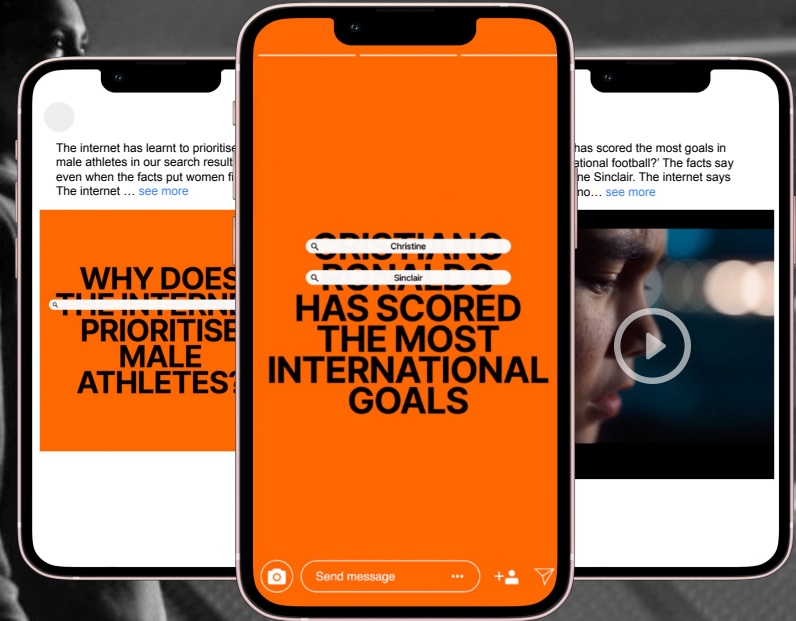 The internet has learnt to prioritise
male athletes in our search result
even when the facts put women fi
The internet … see more
WHY DOES
THE INTERNE
PRIORITISE
MALE
ATHLETES?
CRISTIANO
Christine
RONALDO
Sinclair
HAS SCORED
THE MOST
INTERNATIONAL
GOALS
Send message
has scored the most goals in
ational football?' The facts say
ne Sinclair. The internet says
no… see more